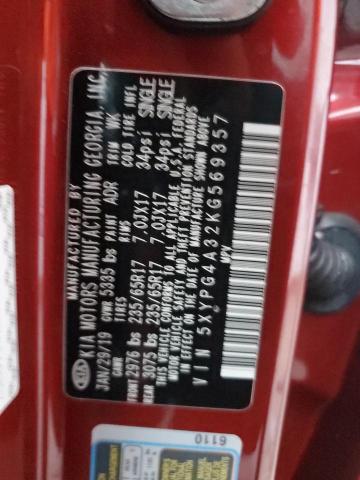 MANUFACTURED BY
KIA MOTORS MANUFACTURING GEORGIA, INC.
JAN/29/19 GVWR 5385 lbs PAINT ADR TRIM WK
GAWR TIRES RIMS COLD TIRE INFL
FRONT 2976 lbs 235/65R17 7.0JX17 34psi SINGLE
REAR 3075 lbs 235/65R17 7.0JX17 34psi SINGLE
THIS VEHICLE CONFORMS TO ALL APPLICABLE U.S.A. FEDERAL
MOTOR VEHICLE SAFETY AND THEFT PREVENTION STANDARDS
IN EFFECT ON THE DATE OF MANUFACTURE SHOWN ABOVE
VIN: 5XYPG4A32KG569357
MPV
KIA
6110